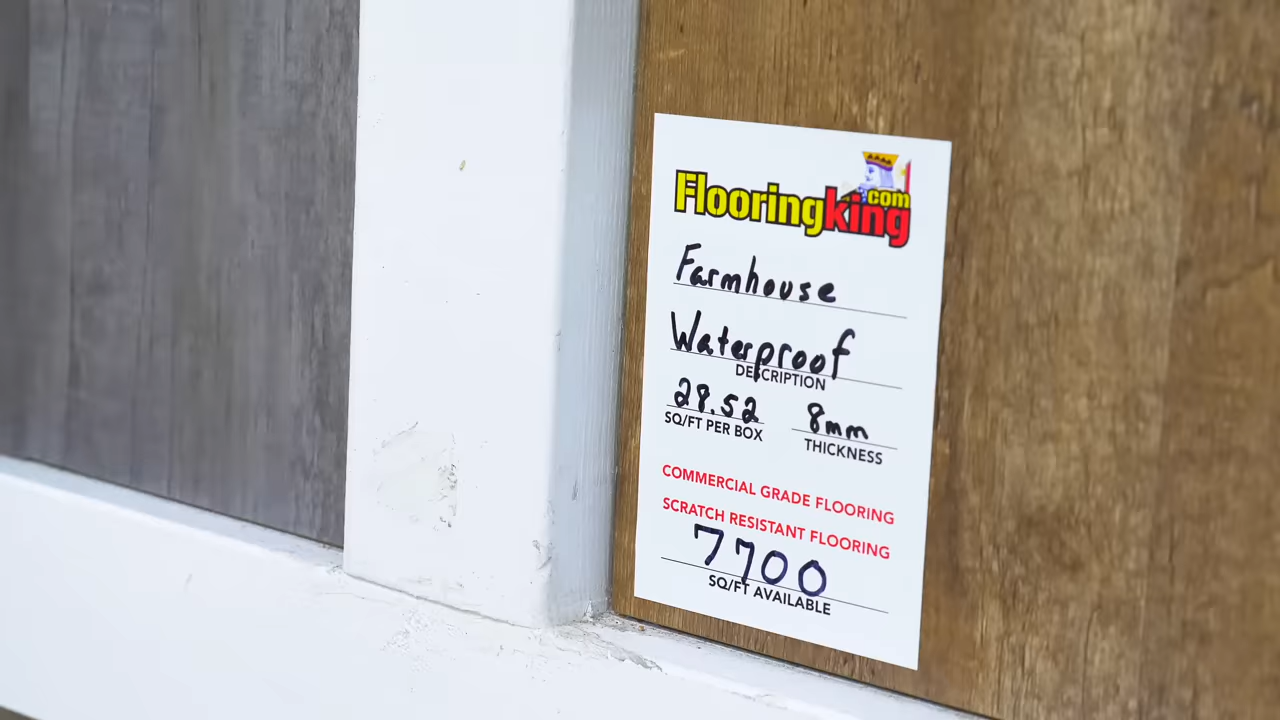 Flooringking.com
Farmhouse
Waterproof
DESCRIPTION
28.52 8mm
SQ/FT PER BOX THICKNESS
COMMERCIAL GRADE FLOORING
SCRATCH RESISTANT FLOORING
7700
SQ/FT AVAILABLE